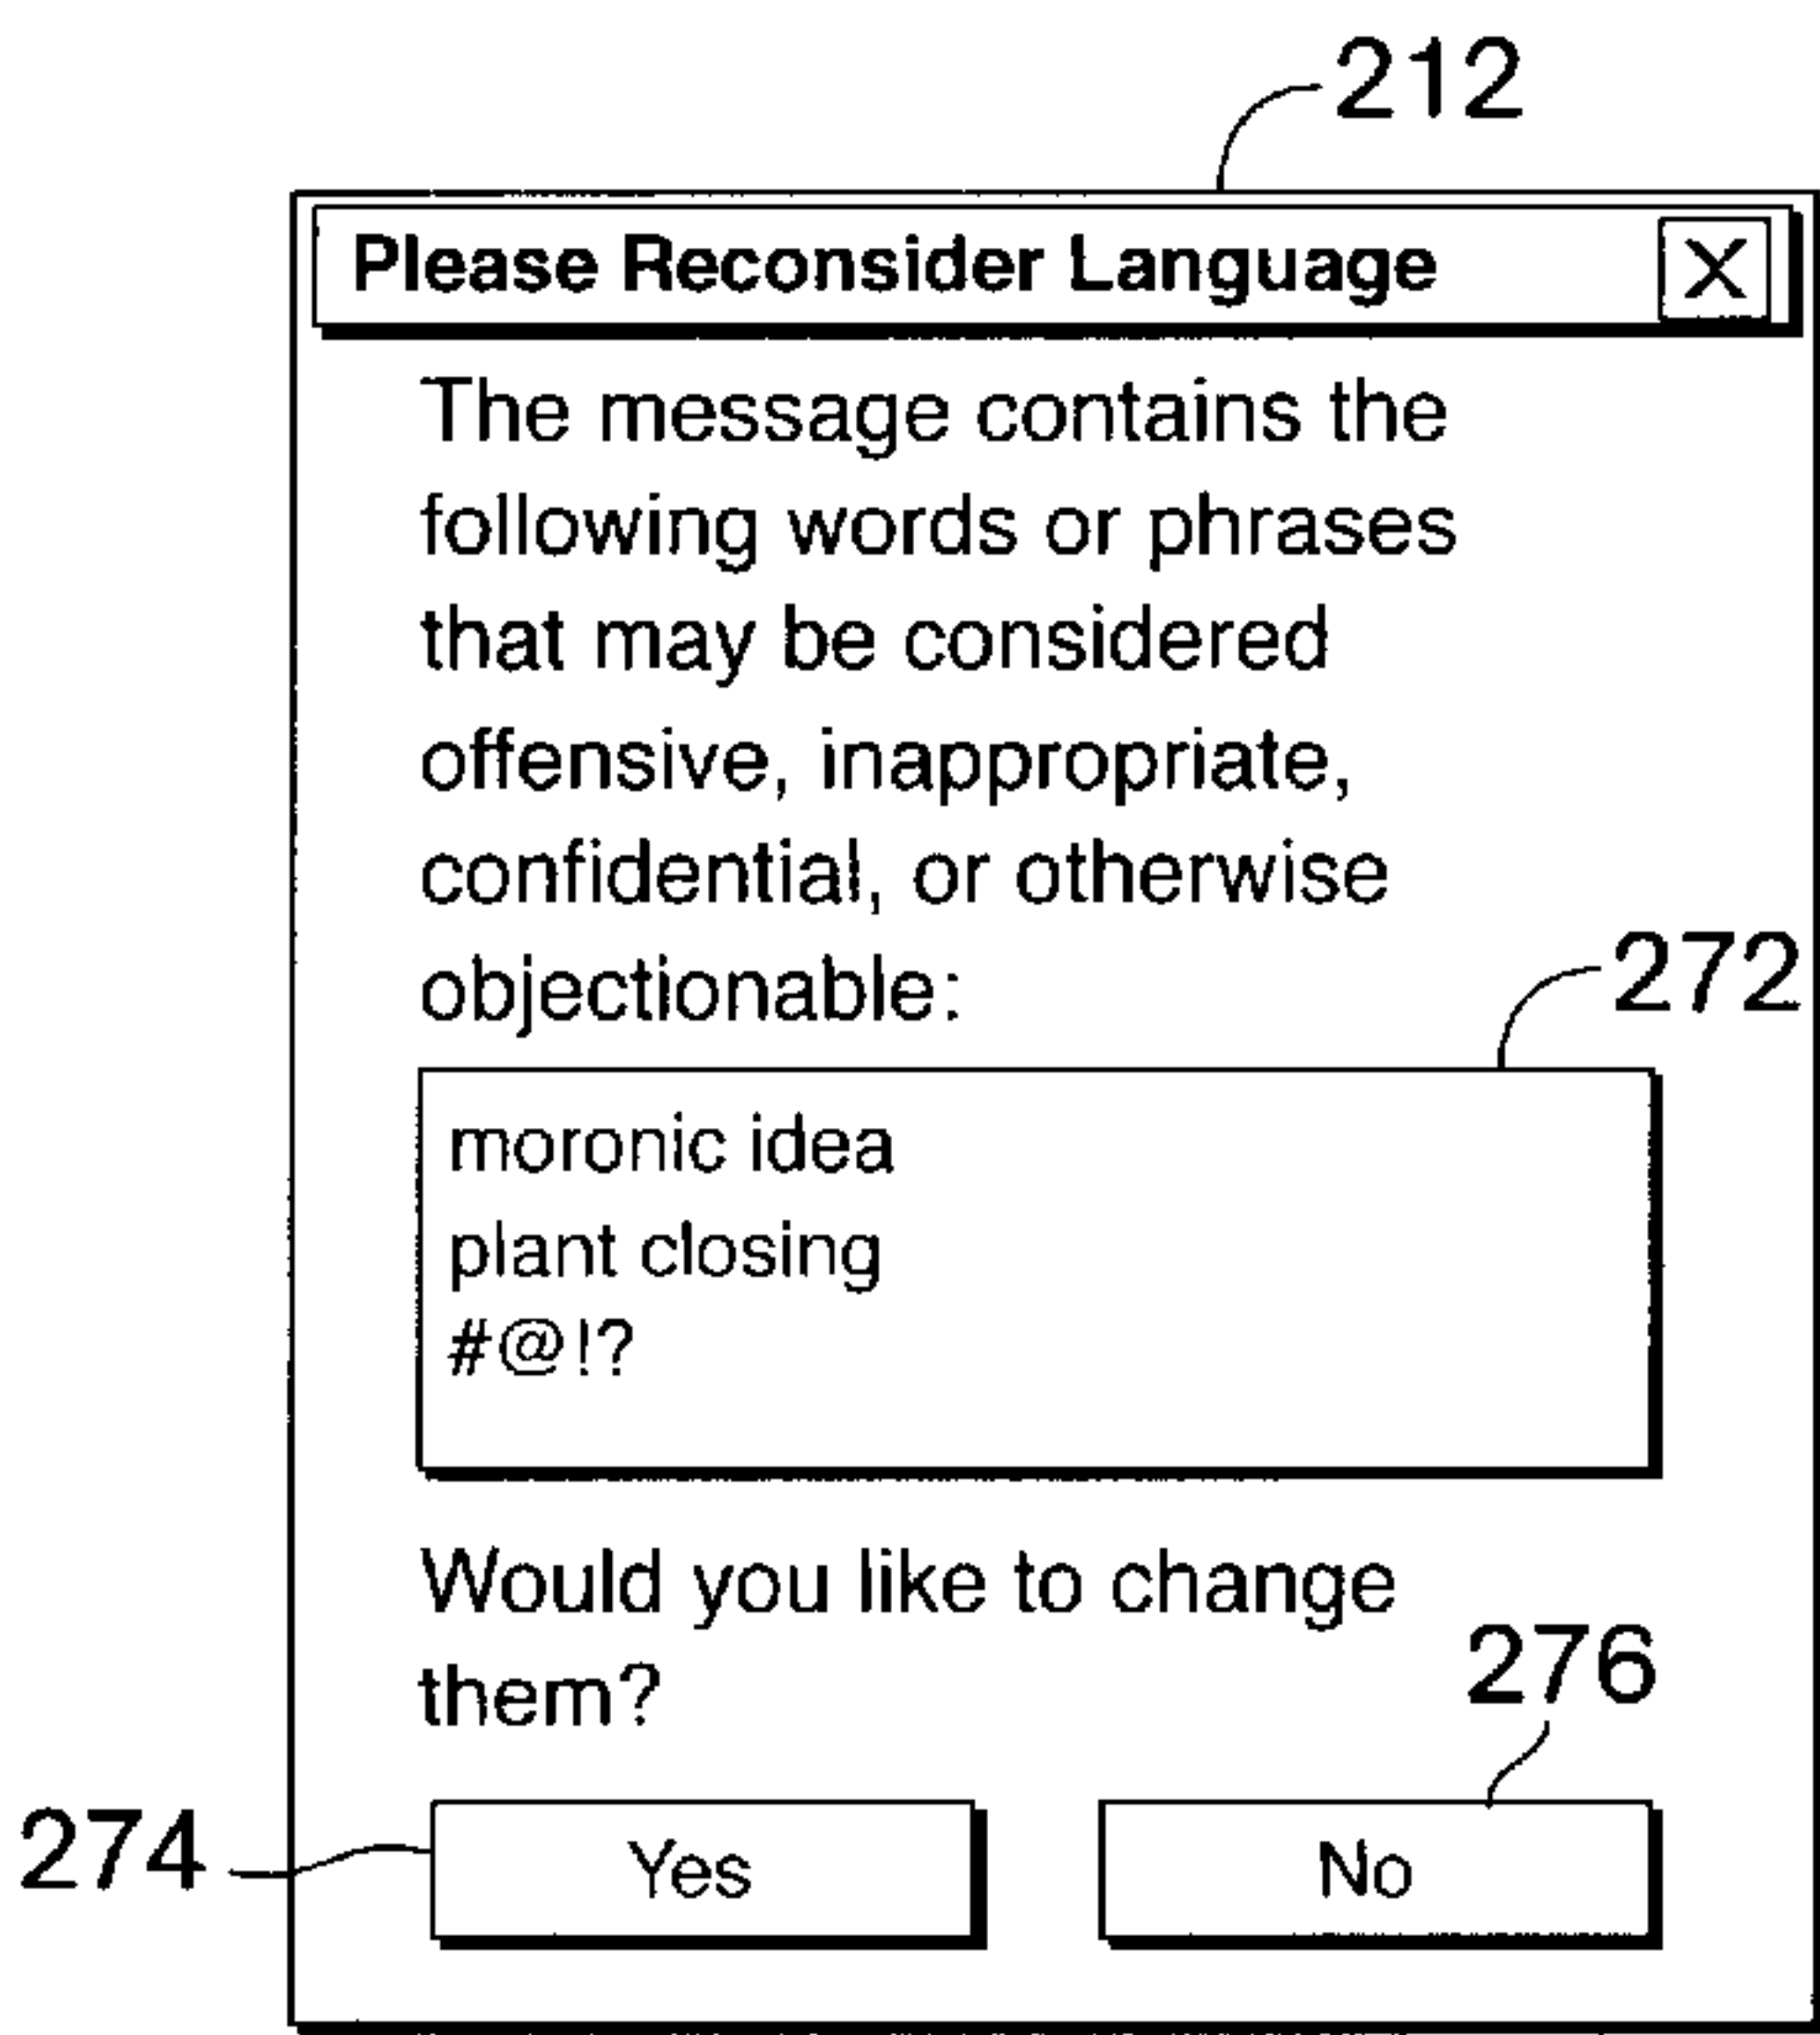 212
Please Reconsider Language X
The message contains the
following words or phrases
that may be considered
offensive, inappropriate,
confidential, or otherwise
objectionable:
272
moronic idea
plant closing
#@!?
Would you like to change
them?
276
274 Yes No